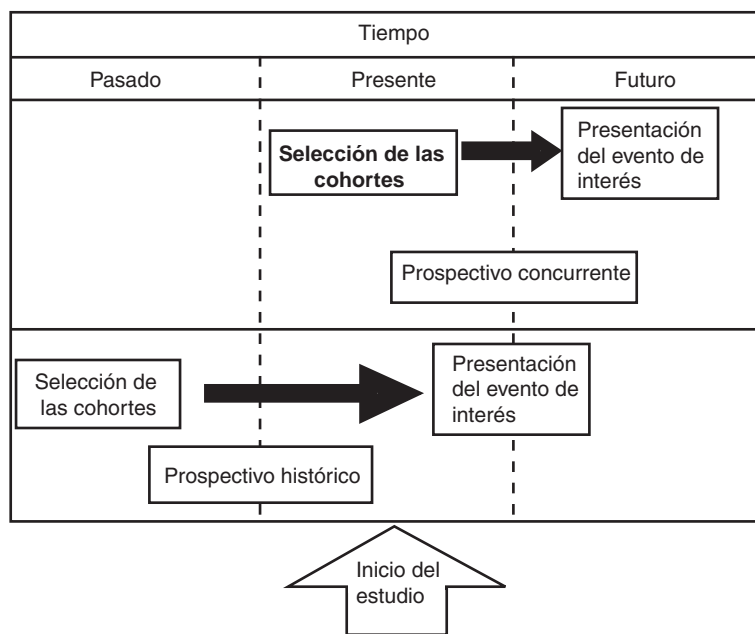 Tiempo
Pasado
Presente
Futuro
Selección de las
cohortes
Presentación
del evento de
interés
Prospectivo concurrente
Selección de
las cohortes
Presentación
del evento de
interés
Prospectivo histórico
Inicio del
estudio